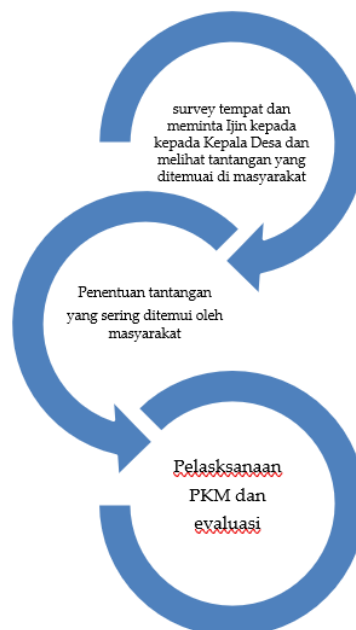 survey tempat dan
meminta Ijin kepada
kepada Kepala Desa dan
melihat tantangan yang
ditemuai di masyarakat
Penentuan tantangan
yang sering ditemui oleh
masyarakat
Pelasksanaan
PKM dan
evaluasi